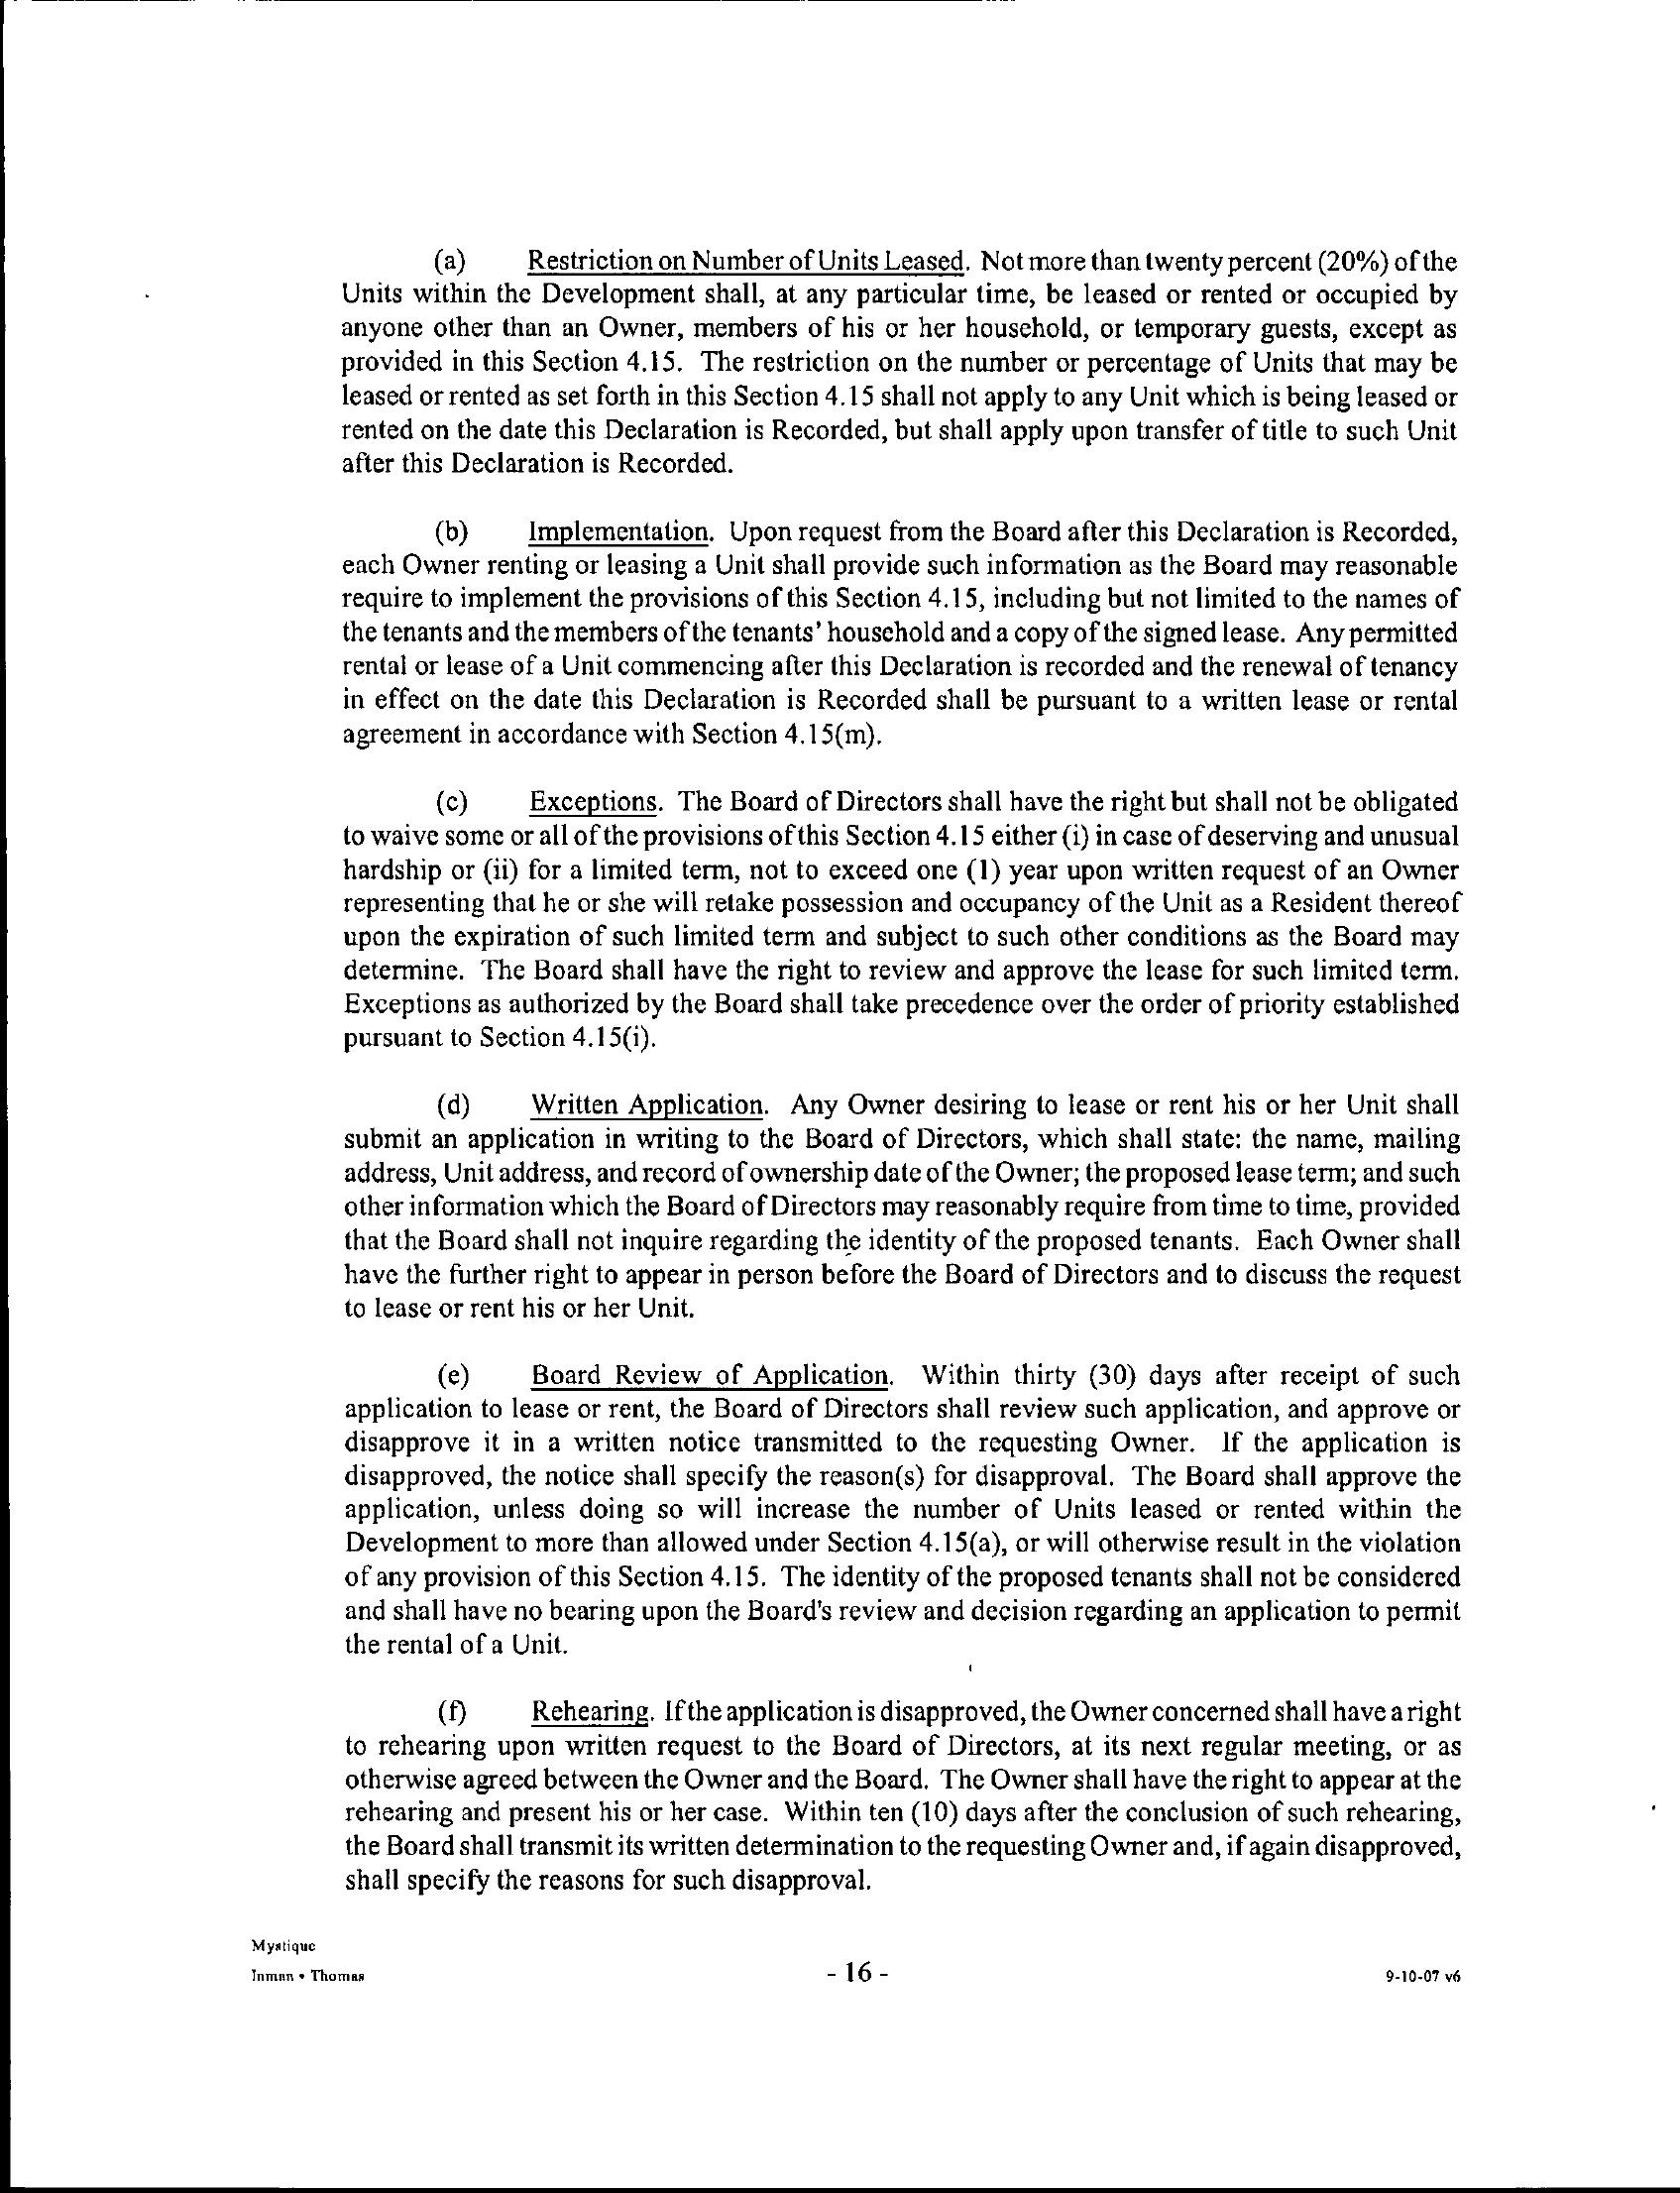 (a) Restriction on Number of Units Leased. Not more than twenty percent (20%) of the
Units within the Development shall, at any particular time, be leased or rented or occupied by
anyone other than an Owner, members of his or her household, or temporary guests, except as
provided in this Section 4.15. The restriction on the number or percentage of Units that may be
leased or rented as set forth in this Section 4.15 shall not apply to any Unit which is being leased or
rented on the date this Declaration is Recorded, but shall apply upon transfer of title to such Unit
after this Declaration is Recorded.
(b) Implementation. Upon request from the Board after this Declaration is Recorded,
each Owner renting or leasing a Unit shall provide such information as the Board may reasonable
require to implement the provisions of this Section 4.15, including but not limited to the names of
the tenants and the members of the tenants' household and a copy of the signed lease. Any permitted
rental or lease of a Unit commencing after this Declaration is recorded and the renewal of tenancy
in effect on the date this Declaration is Recorded shall be pursuant to a written lease or rental
agreement in accordance with Section 4.15(m).
(c) Exceptions. The Board of Directors shall have the right but shall not be obligated
to waive some or all of the provisions of this Section 4.15 either (i) in case of deserving and unusual
hardship or (ii) for a limited term, not to exceed one (1) year upon written request of an Owner
representing that he or she will retake possession and occupancy of the Unit as a Resident thereof
upon the expiration of such limited term and subject to such other conditions as the Board may
determine. The Board shall have the right to review and approve the lease for such limited term.
Exceptions as authorized by the Board shall take precedence over the order of priority established
pursuant to Section 4.15(i).
(d) Written Application. Any Owner desiring to lease or rent his or her Unit shall
submit an application in writing to the Board of Directors, which shall state: the name, mailing
address, Unit address, and record of ownership date of the Owner; the proposed lease term; and such
other information which the Board of Directors may reasonably require from time to time, provided
that the Board shall not inquire regarding the identity of the proposed tenants. Each Owner shall
have the further right to appear in person before the Board of Directors and to discuss the request
to lease or rent his or her Unit.
(e) Board Review of Application. Within thirty (30) days after receipt of such
application to lease or rent, the Board of Directors shall review such application, and approve or
disapprove it in a written notice transmitted to the requesting Owner. If the application is
disapproved, the notice shall specify the reason(s) for disapproval. The Board shall approve the
application, unless doing so will increase the number of Units leased or rented within the
Development to more than allowed under Section 4.15(a), or will otherwise result in the violation
of any provision of this Section 4.15. The identity of the proposed tenants shall not be considered
and shall have no bearing upon the Board's review and decision regarding an application to permit
the rental of a Unit.
(f) Rehearing. If the application is disapproved, the Owner concerned shall have a right
to rehearing upon written request to the Board of Directors, at its next regular meeting, or as
otherwise agreed between the Owner and the Board. The Owner shall have the right to appear at the
rehearing and present his or her case. Within ten (10) days after the conclusion of such rehearing,
the Board shall transmit its written determination to the requesting Owner and, if again disapproved,
shall specify the reasons for such disapproval.
Mystique
Inman • Thomas
- 16 -
9-10-07 v6